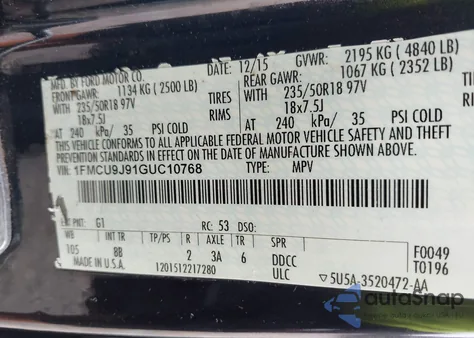 MFD. BY FORD MOTOR CO.
12/15 GVWR: 2195 KG ( 4840 LB)
FRONT GAWR: 1134 KG ( 2500 LB) REAR GAWR: 1067 KG ( 2352 LB)
WITH 235/50R18 97V TIRES WITH 235/50R18 97V
18x7.5J RIMS 18x7.5J
AT 240 kPa/ 35 PSI COLD AT 240 kPa/ 35 PSI COLD
THIS VEHICLE CONFORMS TO ALL APPLICABLE FEDERAL MOTOR VEHICLE SAFETY AND THEFT
PREVENTION STANDARDS IN EFFECT ON THE DATE OF MANUFACTURE SHOWN ABOVE.
VIN: 1FMCU9J91GUC10768 TYPE: MPV
EXT PNT: G1 RC: 53 DSO: F0049
WB INT TR TP/PS R AXLE TR SPR T0196
105 8B 2 3A 6 DDCC
MADE IN U.S.A. 1201512217280 ULC 5U5A-3520472-AA
autoSnap